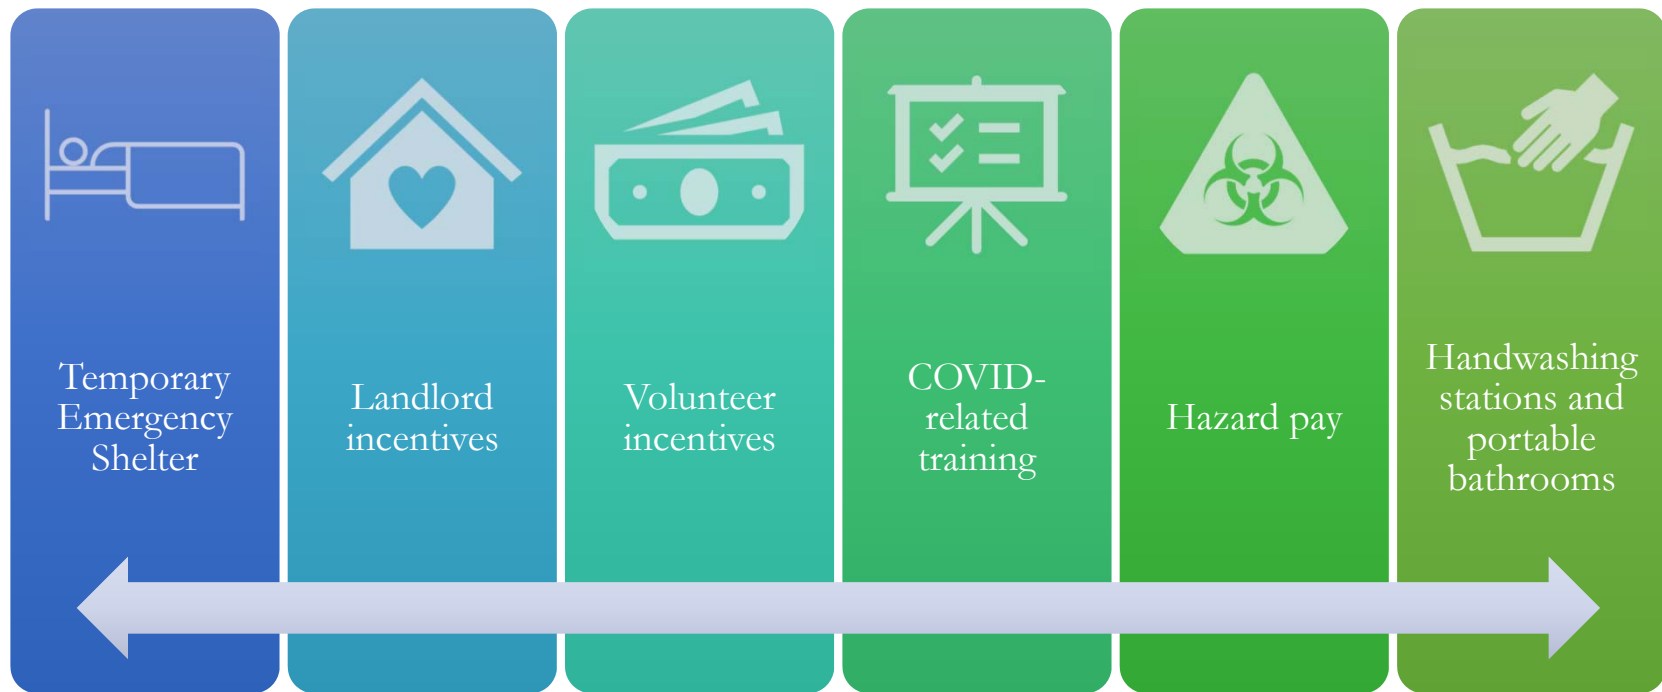 Temporary
Emergency
Shelter
Landlord
incentives
Volunteer
incentives
COVID-
related
training
Hazard pay
Handwashing
stations and
portable
bathrooms